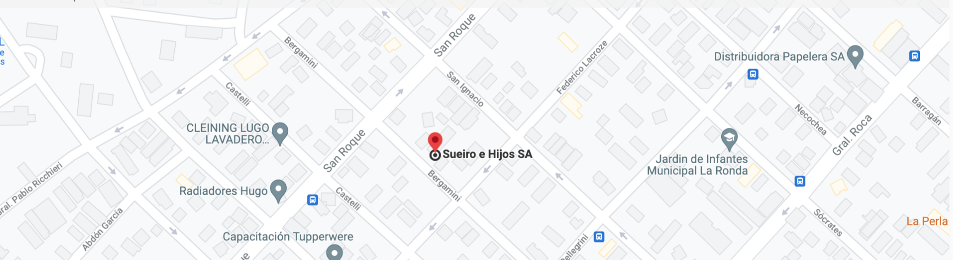 San Roque
Bergamini
Federico Lacroze
Distribuidora Papelera SA
San Ignacio
Castelli
Barragán
Necochea
CLEINING LUGO
LAVADERO...
San Roque
Sueiro e Hijos SA
Gral. Roca
Jardin de Infantes
Municipal La Ronda
Bergamini
ral. Pablo Ricchieri
Radiadores Hugo
Castelli
Abdón Garcia
Sócrates
La Perla
Capacitación Tupperwere
Pellegrini